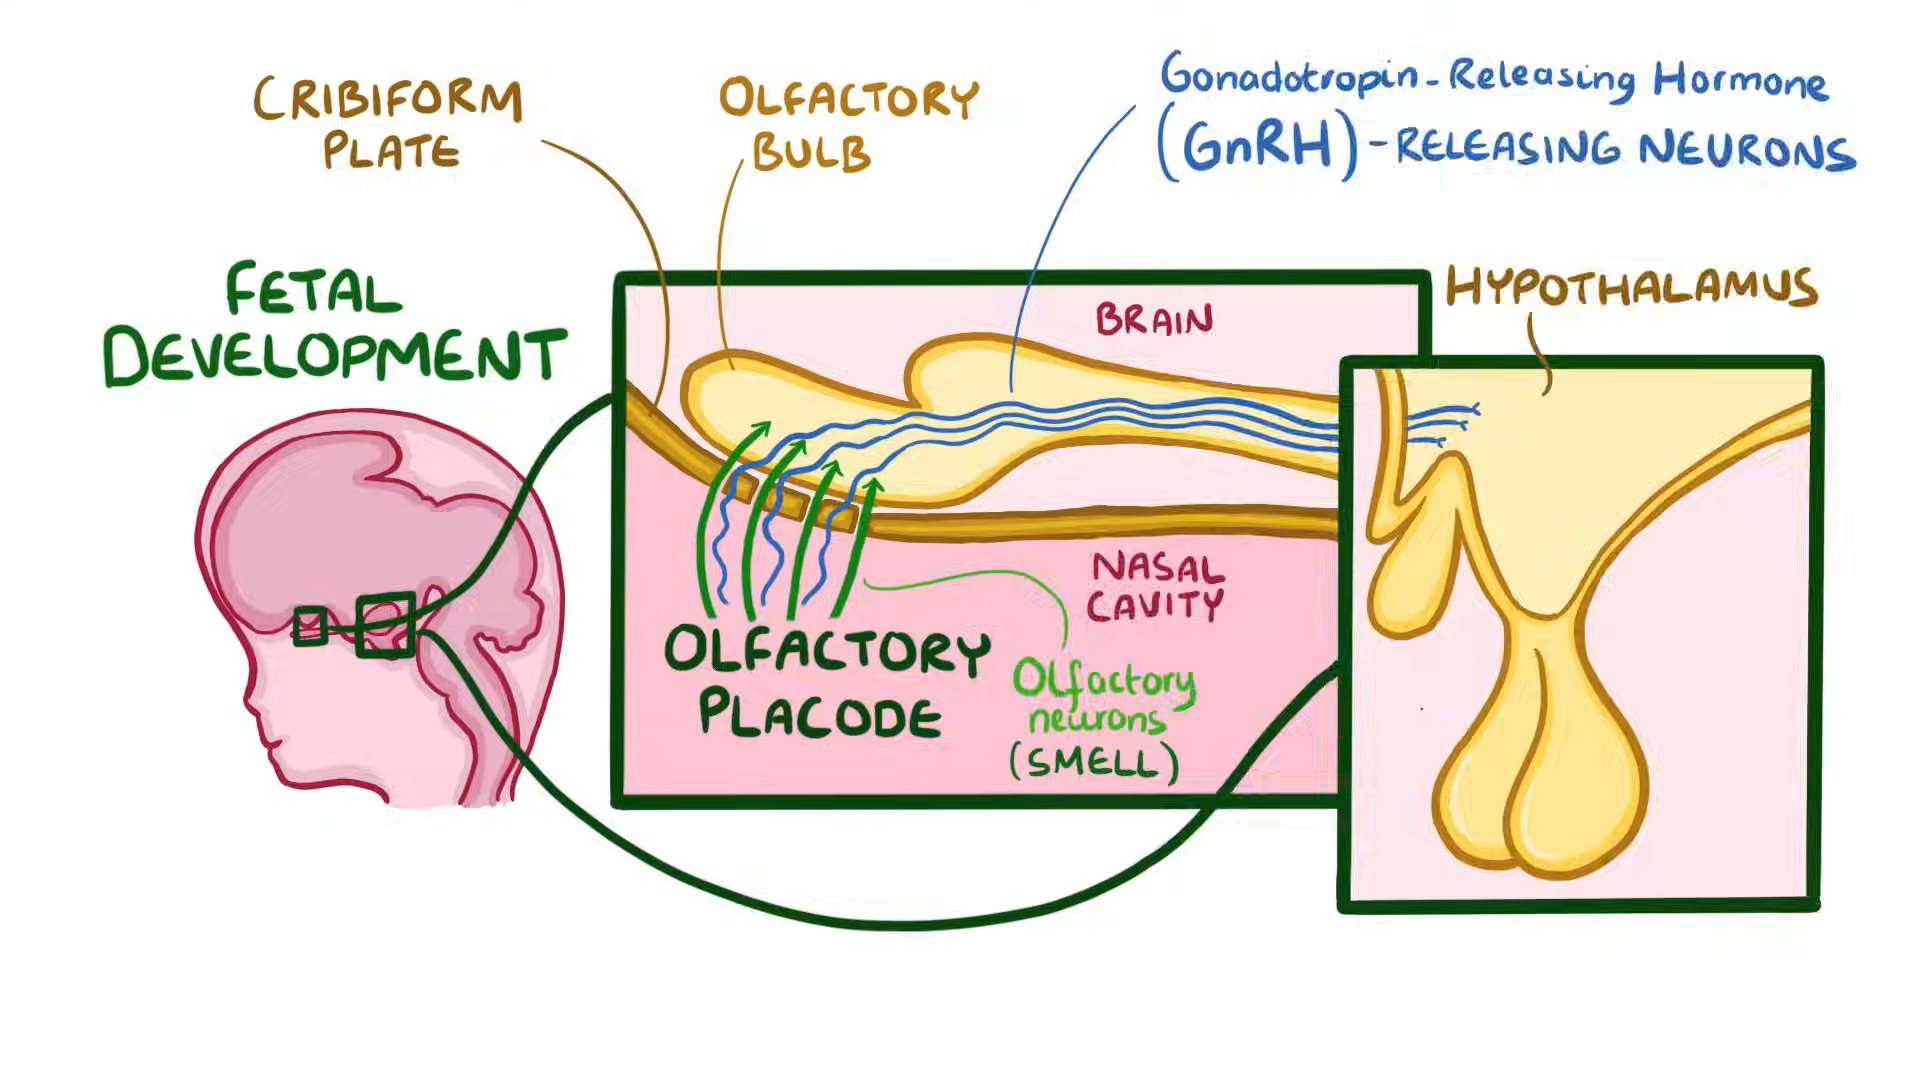 CRIBIFORM
PLATE
OLFACTORY
BULB
Gonadotropin-Releasing Hormone
(GnRH)-RELEASING NEURONS
FETAL
DEVELOPMENT
BRAIN
HYPOTHALAMUS
NASAL
CAVITY
OLFACTORY
PLACODE
Olfactory
neurons
(SMELL)